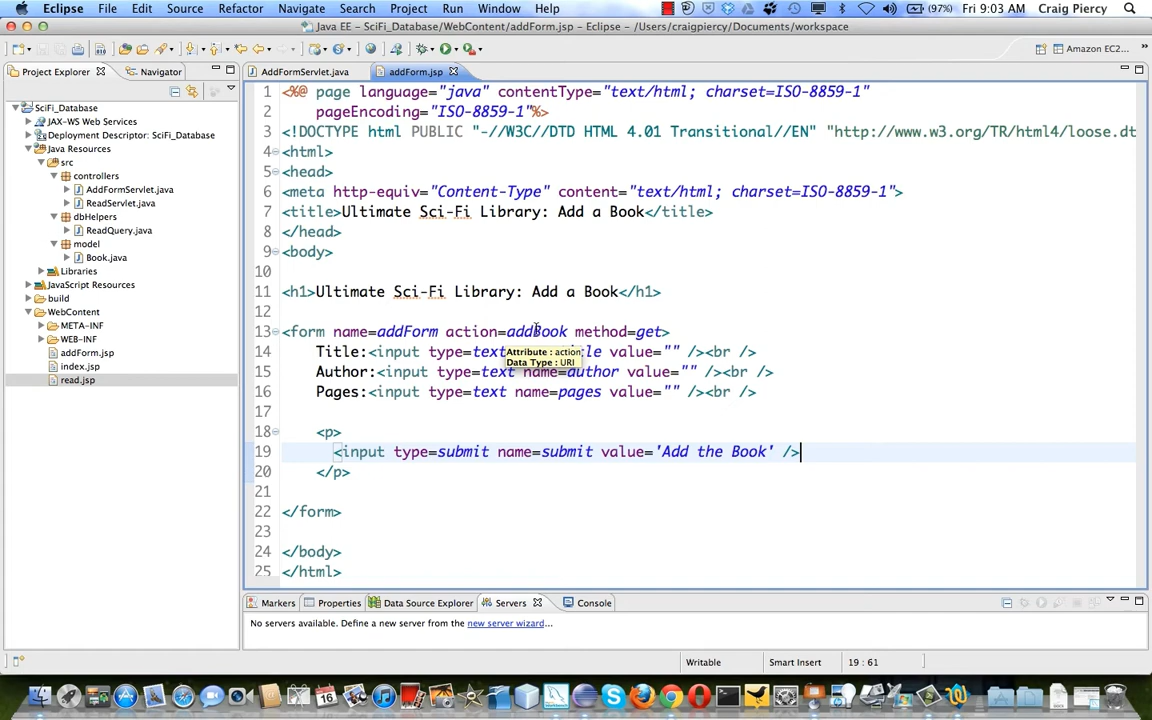 Eclipse File Edit Source Refactor Navigate Search Project Run Window Help (97%) Fri 9:03 AM Craig Piercy
Java EE - SciFi_Database/WebContent/addForm.jsp - Eclipse - /Users/craigpiercy/Documents/workspace
Amazon EC2...
Project Explorer Navigator
AddFormServlet.java addForm.jsp
SciFi_Database
JAX-WS Web Services
Deployment Descriptor: SciFi_Database
Java Resources
src
controllers
AddFormServlet.java
ReadServlet.java
dbHelpers
ReadQuery.java
model
Book.java
Libraries
JavaScript Resources
build
WebContent
META-INF
WEB-INF
addForm.jsp
index.jsp
read.jsp
1 <%@ page language="java" contentType="text/html; charset=ISO-8859-1"
2 pageEncoding="ISO-8859-1"%>
3 <!DOCTYPE html PUBLIC "-//W3C//DTD HTML 4.01 Transitional//EN" "http://www.w3.org/TR/html4/loose.dt
4 <html>
5 <head>
6 <meta http-equiv="Content-Type" content="text/html; charset=ISO-8859-1">
7 <title>Ultimate Sci-Fi Library: Add a Book</title>
8 </head>
9 <body>
10
11 <h1>Ultimate Sci-Fi Library: Add a Book</h1>
12
13 <form name=addForm action=addBook method=get>
14 Title:<input type=text tle value="" /><br />
Attribute : action
Data Type : URI
15 Author:<input type=text name=author value="" /><br />
16 Pages:<input type=text name=pages value="" /><br />
17
18 <p>
19 <input type=submit name=submit value='Add the Book' />
20 </p>
21
22 </form>
23
24 </body>
25 </html>
Markers Properties Data Source Explorer Servers Console
No servers available. Define a new server from the new server wizard...
Writable Smart Insert 19 : 61
16